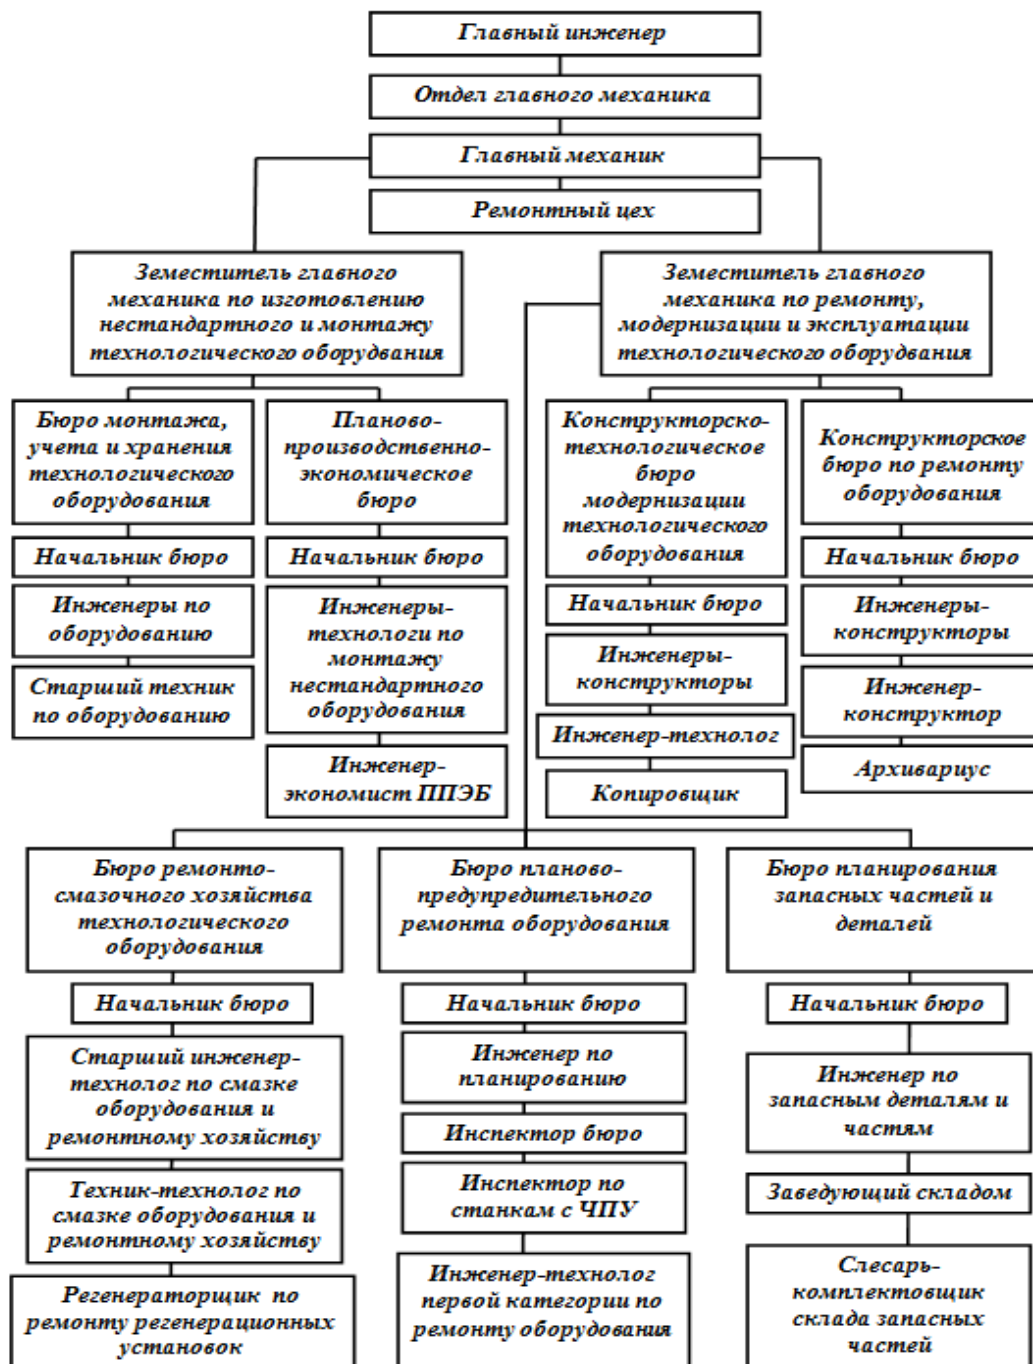 Главный инженер
Отдел главного механика
Главный механик
Ремонтный цех
Земеститель главного
механика по изготовлению
нестандартного и монтажу
технологического оборудвания
Земеститель главного
механика по ремонту,
модернизации и эксплуатации
технологического оборудвания
Бюро монтажа,
учета и хранения
технологического
оборудования
Начальник бюро
Инженеры по
оборудованию
Старший техник
по оборудованию
Планово-
производственно-
экономическое
бюро
Начальник бюро
Инженеры-
технологи по
монтажу
нестандартного
оборудования
Инженер-
экономист ППЭБ
Конструкторско-
технологическое
бюро
модернизации
технологического
оборудования
Начальник бюро
Инженеры-
конструкторы
Инженер-технолог
Копировщик
Конструкторское
бюро по ремонту
оборудования
Начальник бюро
Инженеры-
конструкторы
Инженер-
конструктор
Архивариус
Бюро ремонто-
смазочного хозяйства
технологического
оборудования
Начальник бюро
Старший инженер-
технолог по смазке
оборудования и
ремонтному хозяйству
Техник-технолог по
смазке оборудования и
ремонтному хозяйству
Регенераторщик по
ремонту регенерационных
установок
Бюро планово-
предупредительного
ремонта оборудования
Начальник бюро
Инженер по
планированию
Инспектор бюро
Инспектор по
станкам с ЧПУ
Инженер-технолог
первой категории по
ремонту оборудования
Бюро планирования
запасных частей и
деталей
Начальник бюро
Инженер по
запасным деталям и
частям
Заведующий складом
Слесарь-
комплектовщик
склада запасных
частей